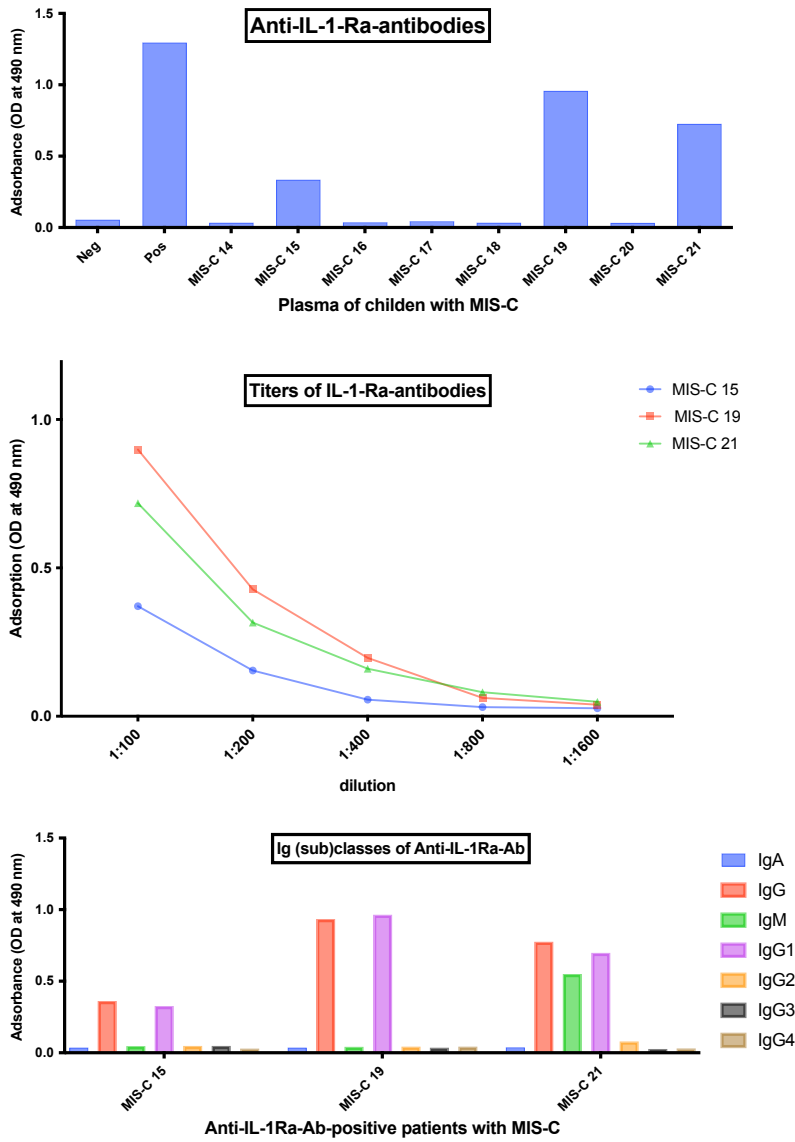 Anti-IL-1-Ra-antibodies
Adsorbance (OD at 490 nm)
1.5
1.0
0.5
0.0
Neg
Pos
MIS-C 14
MIS-C 15
MIS-C 16
MIS-C 17
MIS-C 18
MIS-C 19
MIS-C 20
MIS-C 21
Plasma of childen with MIS-C
Titers of IL-1-Ra-antibodies
MIS-C 15
MIS-C 19
MIS-C 21
Adsorption (OD at 490 nm)
1.0
0.5
0.0
1:100
1:200
1:400
1:800
1:1600
dilution
Ig (sub)classes of Anti-IL-1Ra-Ab
Adsorbance (OD at 490 nm)
1.5
1.0
0.5
0.0
IgA
IgG
IgM
IgG1
IgG2
IgG3
IgG4
MIS-C 15
MIS-C 19
MIS-C 21
Anti-IL-1Ra-Ab-positive patients with MIS-C